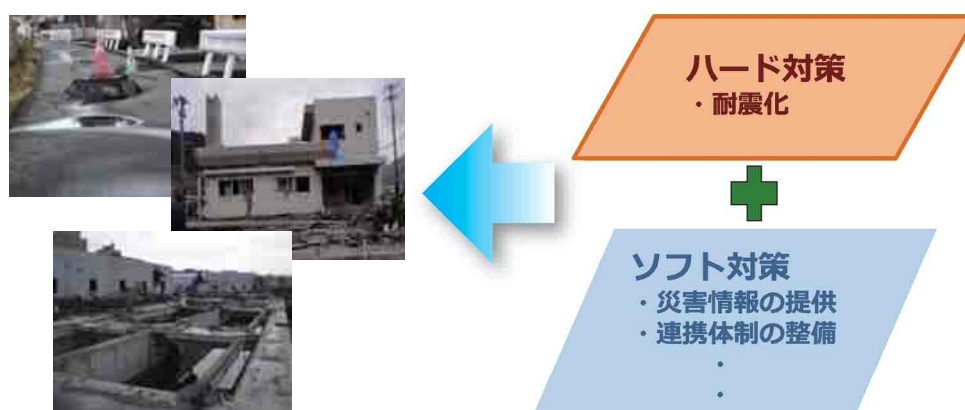 ハード対策
・耐震化
ソフト対策
・災害情報の提供
・連携体制の整備
・
・